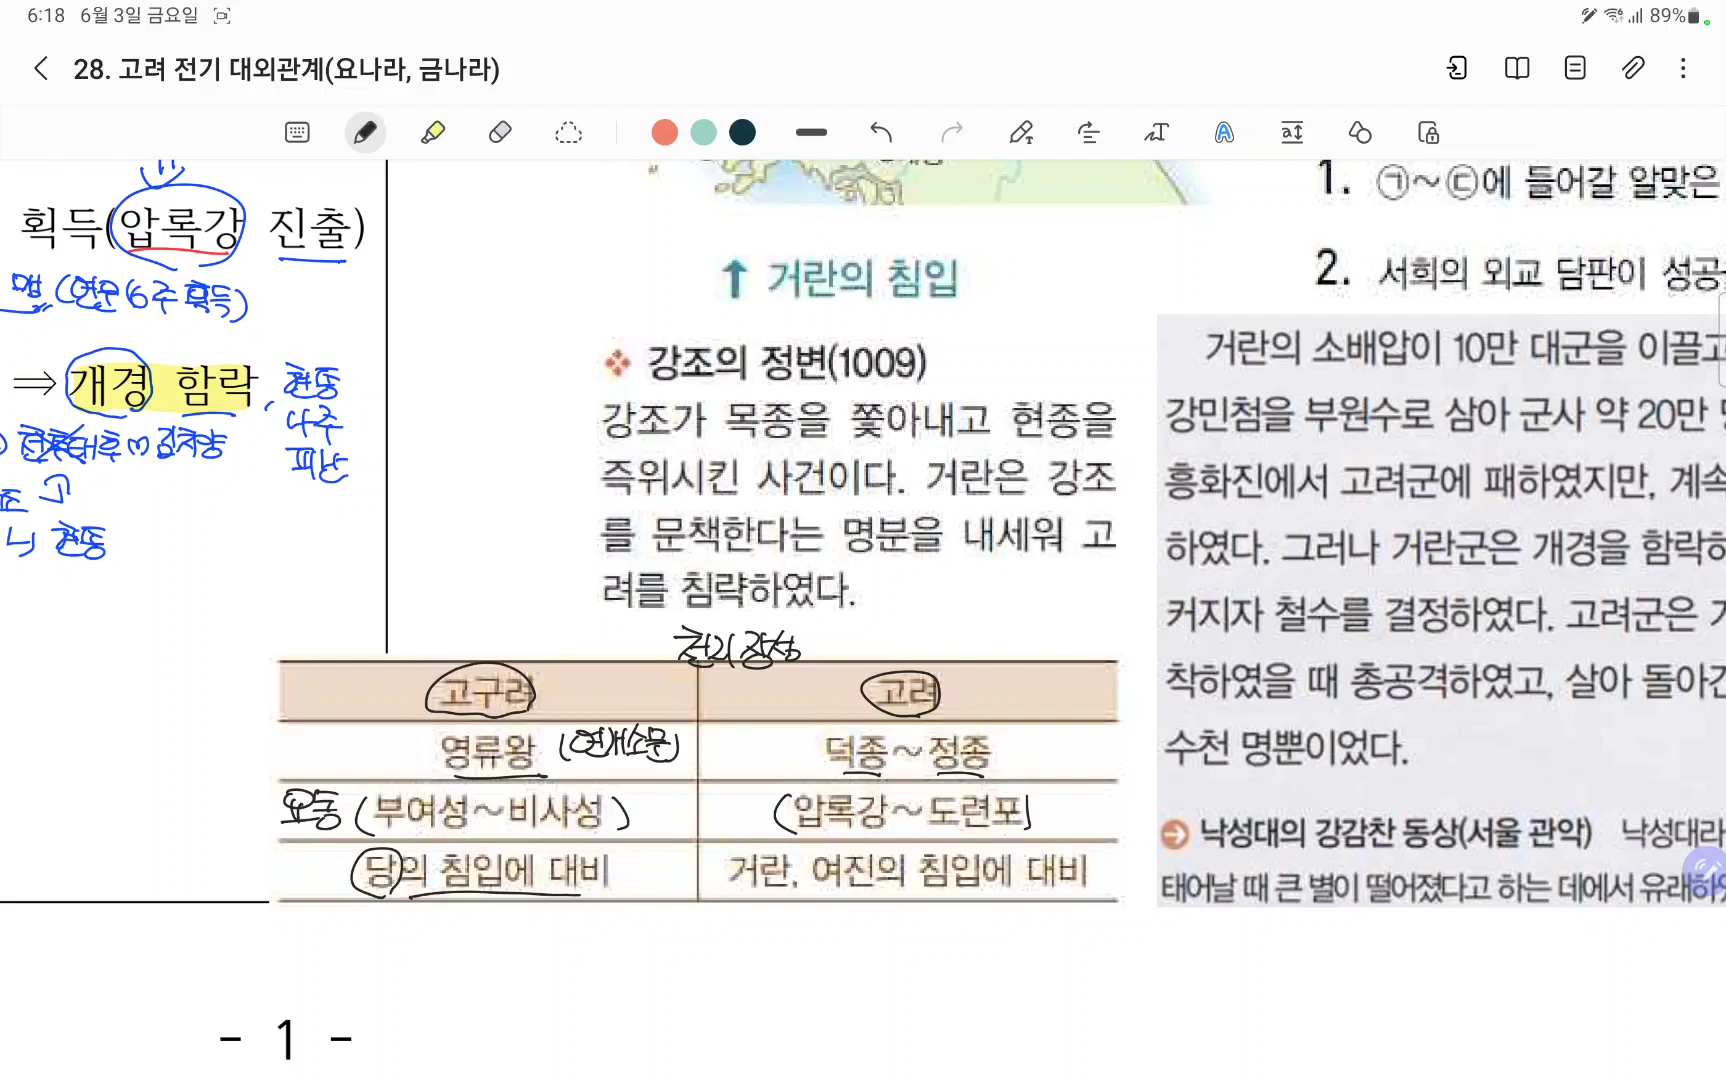 6:18 6월 3일 금요일
89%
28. 고려 전기 대외관계(요나라, 금나라)
획득(압록강 진출)
(연운6주 획득)
⇒개경 함락, 현종
나주
피난
니 현종
↑ 거란의 침입
❖ 강조의 정변(1009)
강조가 목종을 쫓아내고 현종을
즉위시킨 사건이다. 거란은 강조
를 문책한다는 명분을 내세워 고
려를 침략하였다.
천리장성
고구려 고려
영류왕 (연개소문) 덕종~정종
요동 (부여성~비사성) (압록강~도련포)
당의 침입에 대비 거란, 여진의 침입에 대비
1. ㉠~㉢에 들어갈 알맞은
2. 서희의 외교 담판이 성공
거란의 소배압이 10만 대군을 이끌고
강민첨을 부원수로 삼아 군사 약 20만
흥화진에서 고려군에 패하였지만, 계속
하였다. 그러나 거란군은 개경을 함락하
커지자 철수를 결정하였다. 고려군은
착하였을 때 총공격하였고, 살아 돌아간
수천 명뿐이었다.
낙성대의 강감찬 동상(서울 관악) 낙성대라
태어날 때 큰 별이 떨어졌다고 하는 데에서 유래하였
- 1 -